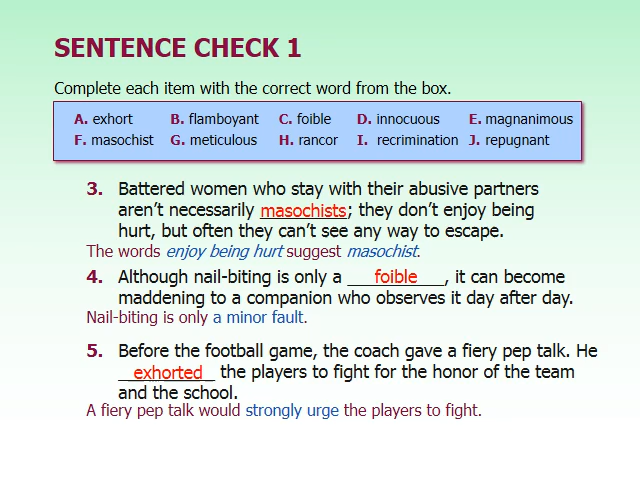 SENTENCE CHECK 1
Complete each item with the correct word from the box.
A. exhort B. flamboyant C. foible D. innocuous E. magnanimous
F. masochist G. meticulous H. rancor I. recrimination J. repugnant
3. Battered women who stay with their abusive partners
aren’t necessarily masochists; they don’t enjoy being
hurt, but often they can’t see any way to escape.
The words enjoy being hurt suggest masochist.
4. Although nail-biting is only a foible, it can become
maddening to a companion who observes it day after day.
Nail-biting is only a minor fault.
5. Before the football game, the coach gave a fiery pep talk. He
exhorted the players to fight for the honor of the team
and the school.
A fiery pep talk would strongly urge the players to fight.